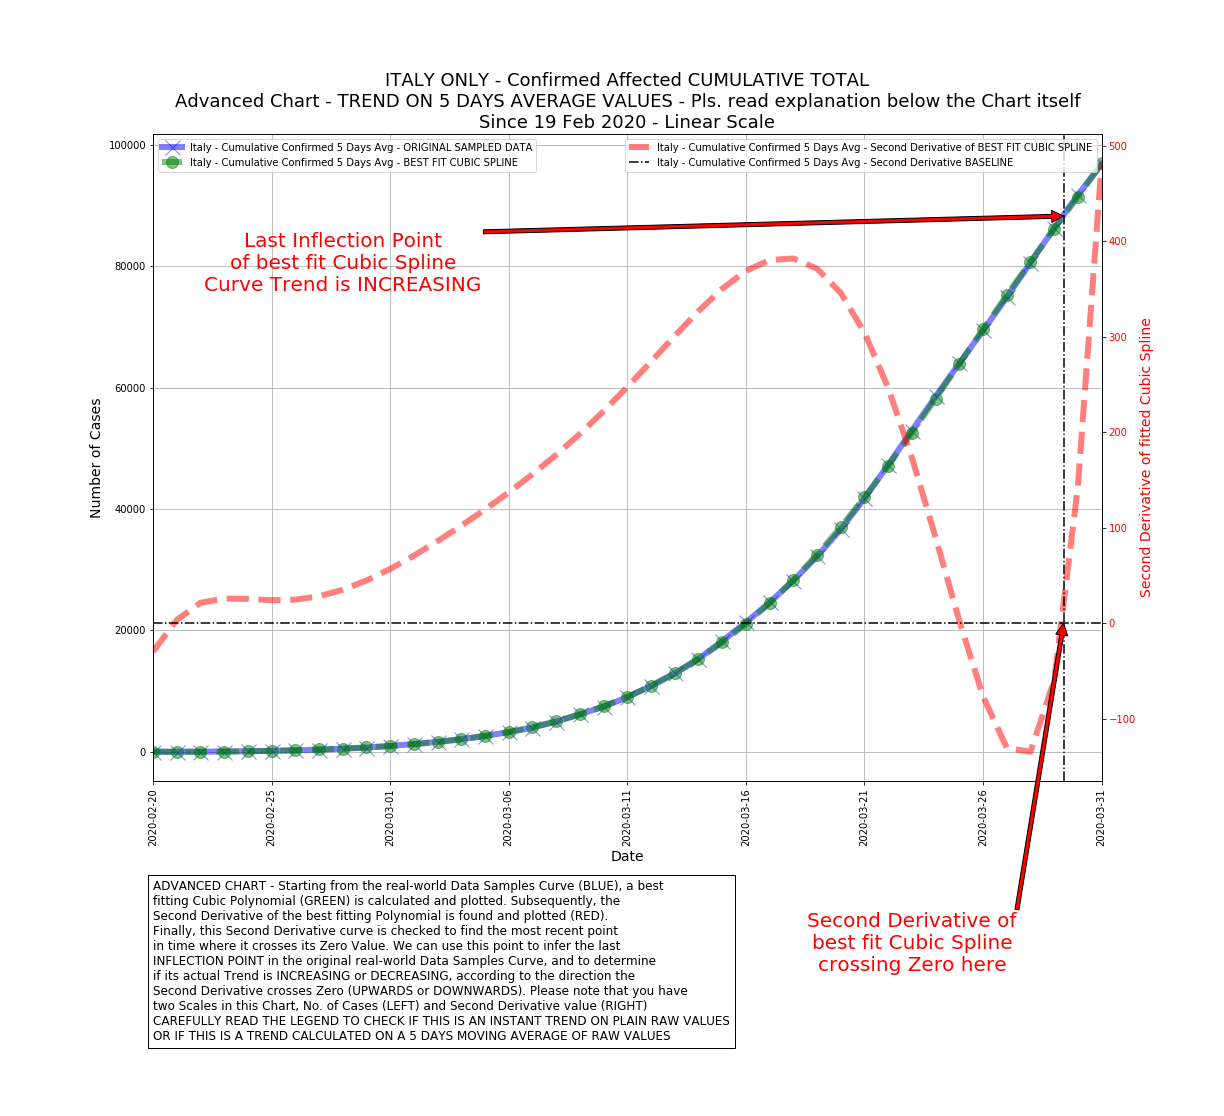 ITALY ONLY - Confirmed Affected CUMULATIVE TOTAL
Advanced Chart - TREND ON 5 DAYS AVERAGE VALUES - Pls. read explanation below the Chart itself
Since 19 Feb 2020 - Linear Scale
Italy - Cumulative Confirmed 5 Days Avg - ORIGINAL SAMPLED DATA
Italy - Cumulative Confirmed 5 Days Avg - BEST FIT CUBIC SPLINE
Italy - Cumulative Confirmed 5 Days Avg - Second Derivative of BEST FIT CUBIC SPLINE
Italy - Cumulative Confirmed 5 Days Avg - Second Derivative BASELINE
Last Inflection Point
of best fit Cubic Spline
Curve Trend is INCREASING
Number of Cases
100000
80000
60000
40000
20000
0
500
400
300
200
100
0
−100
Second Derivative of fitted Cubic Spline
2020-02-20
2020-02-25
2020-03-01
2020-03-06
2020-03-11
2020-03-16
2020-03-21
2020-03-26
2020-03-31
Date
ADVANCED CHART - Starting from the real-world Data Samples Curve (BLUE), a best
fitting Cubic Polynomial (GREEN) is calculated and plotted. Subsequently, the
Second Derivative of the best fitting Polynomial is found and plotted (RED).
Finally, this Second Derivative curve is checked to find the most recent point
in time where it crosses its Zero Value. We can use this point to infer the last
INFLECTION POINT in the original real-world Data Samples Curve, and to determine
if its actual Trend is INCREASING or DECREASING, according to the direction the
Second Derivative crosses Zero (UPWARDS or DOWNWARDS). Please note that you have
two Scales in this Chart, No. of Cases (LEFT) and Second Derivative value (RIGHT)
CAREFULLY READ THE LEGEND TO CHECK IF THIS IS AN INSTANT TREND ON PLAIN RAW VALUES
OR IF THIS IS A TREND CALCULATED ON A 5 DAYS MOVING AVERAGE OF RAW VALUES
Second Derivative of
best fit Cubic Spline
crossing Zero here